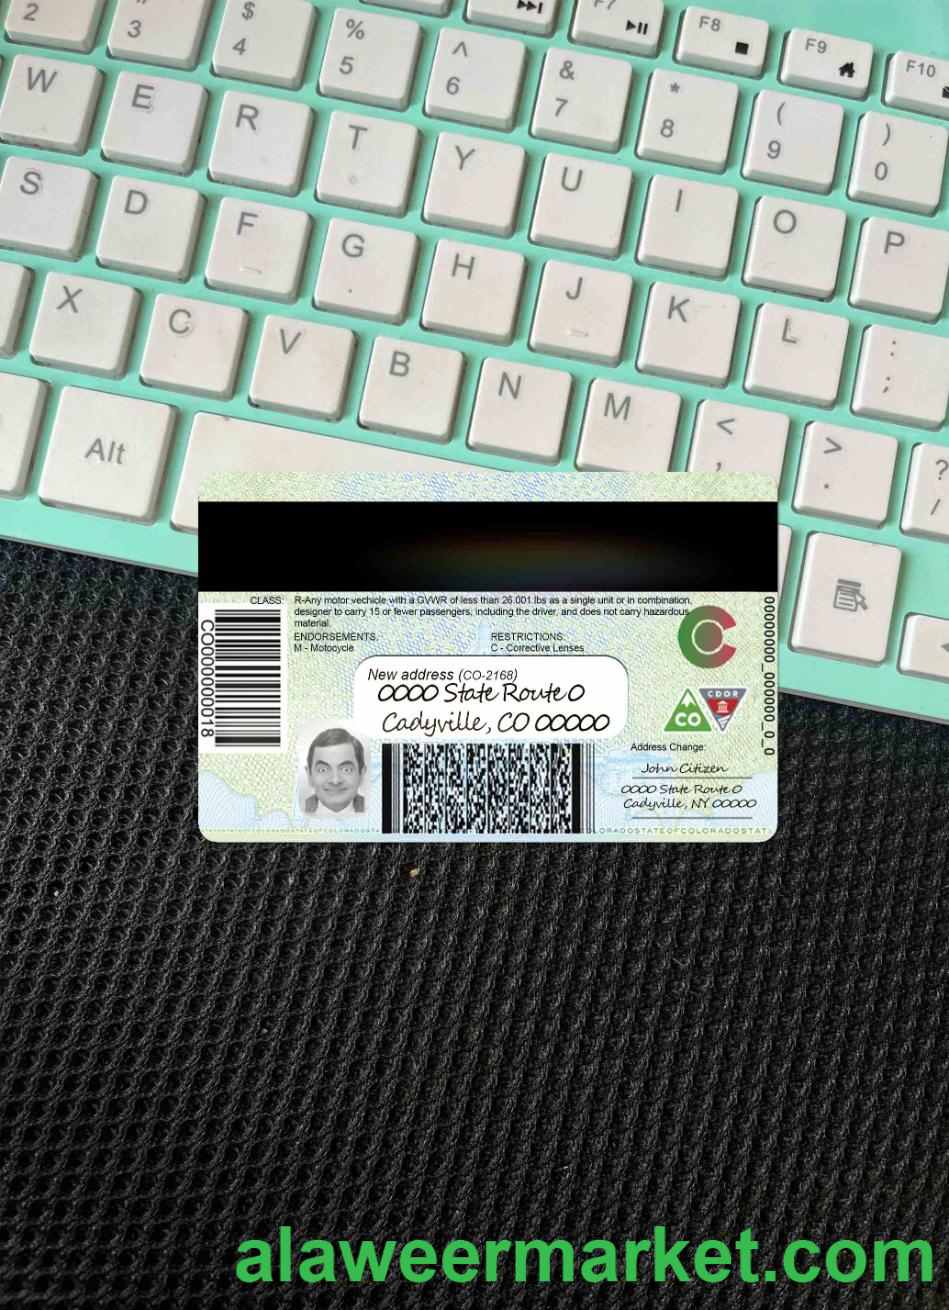 2
3
$ 4
% 5
^ 6
& 7
* 8
( 9
) 0
F7
F8
F9
F10
W E R T Y U I O P
S D F G H J K L : ;
X C V B N M < , > . ? /
Alt
CLASS: R-Any motor vechicle with a GVWR of less than 26.001 lbs as a single unit or in combination,
designer to carry 15 or fewer passengers, including the driver, and does not carry hazardous
material.
ENDORSEMENTS. RESTRICTIONS:
M - Motocycle C - Corrective Lenses
CO0000000018
0000000000_000000_0_0
C
New address (CO-2168)
0000 State Route 0
Cadyville, CO 00000
CO
CDOR
Address Change:
John Citizen
0000 State Route 0
Cadyville, NY 00000
OLORADOSTATEOFCOLORADOSTAT
alaweermarket.com